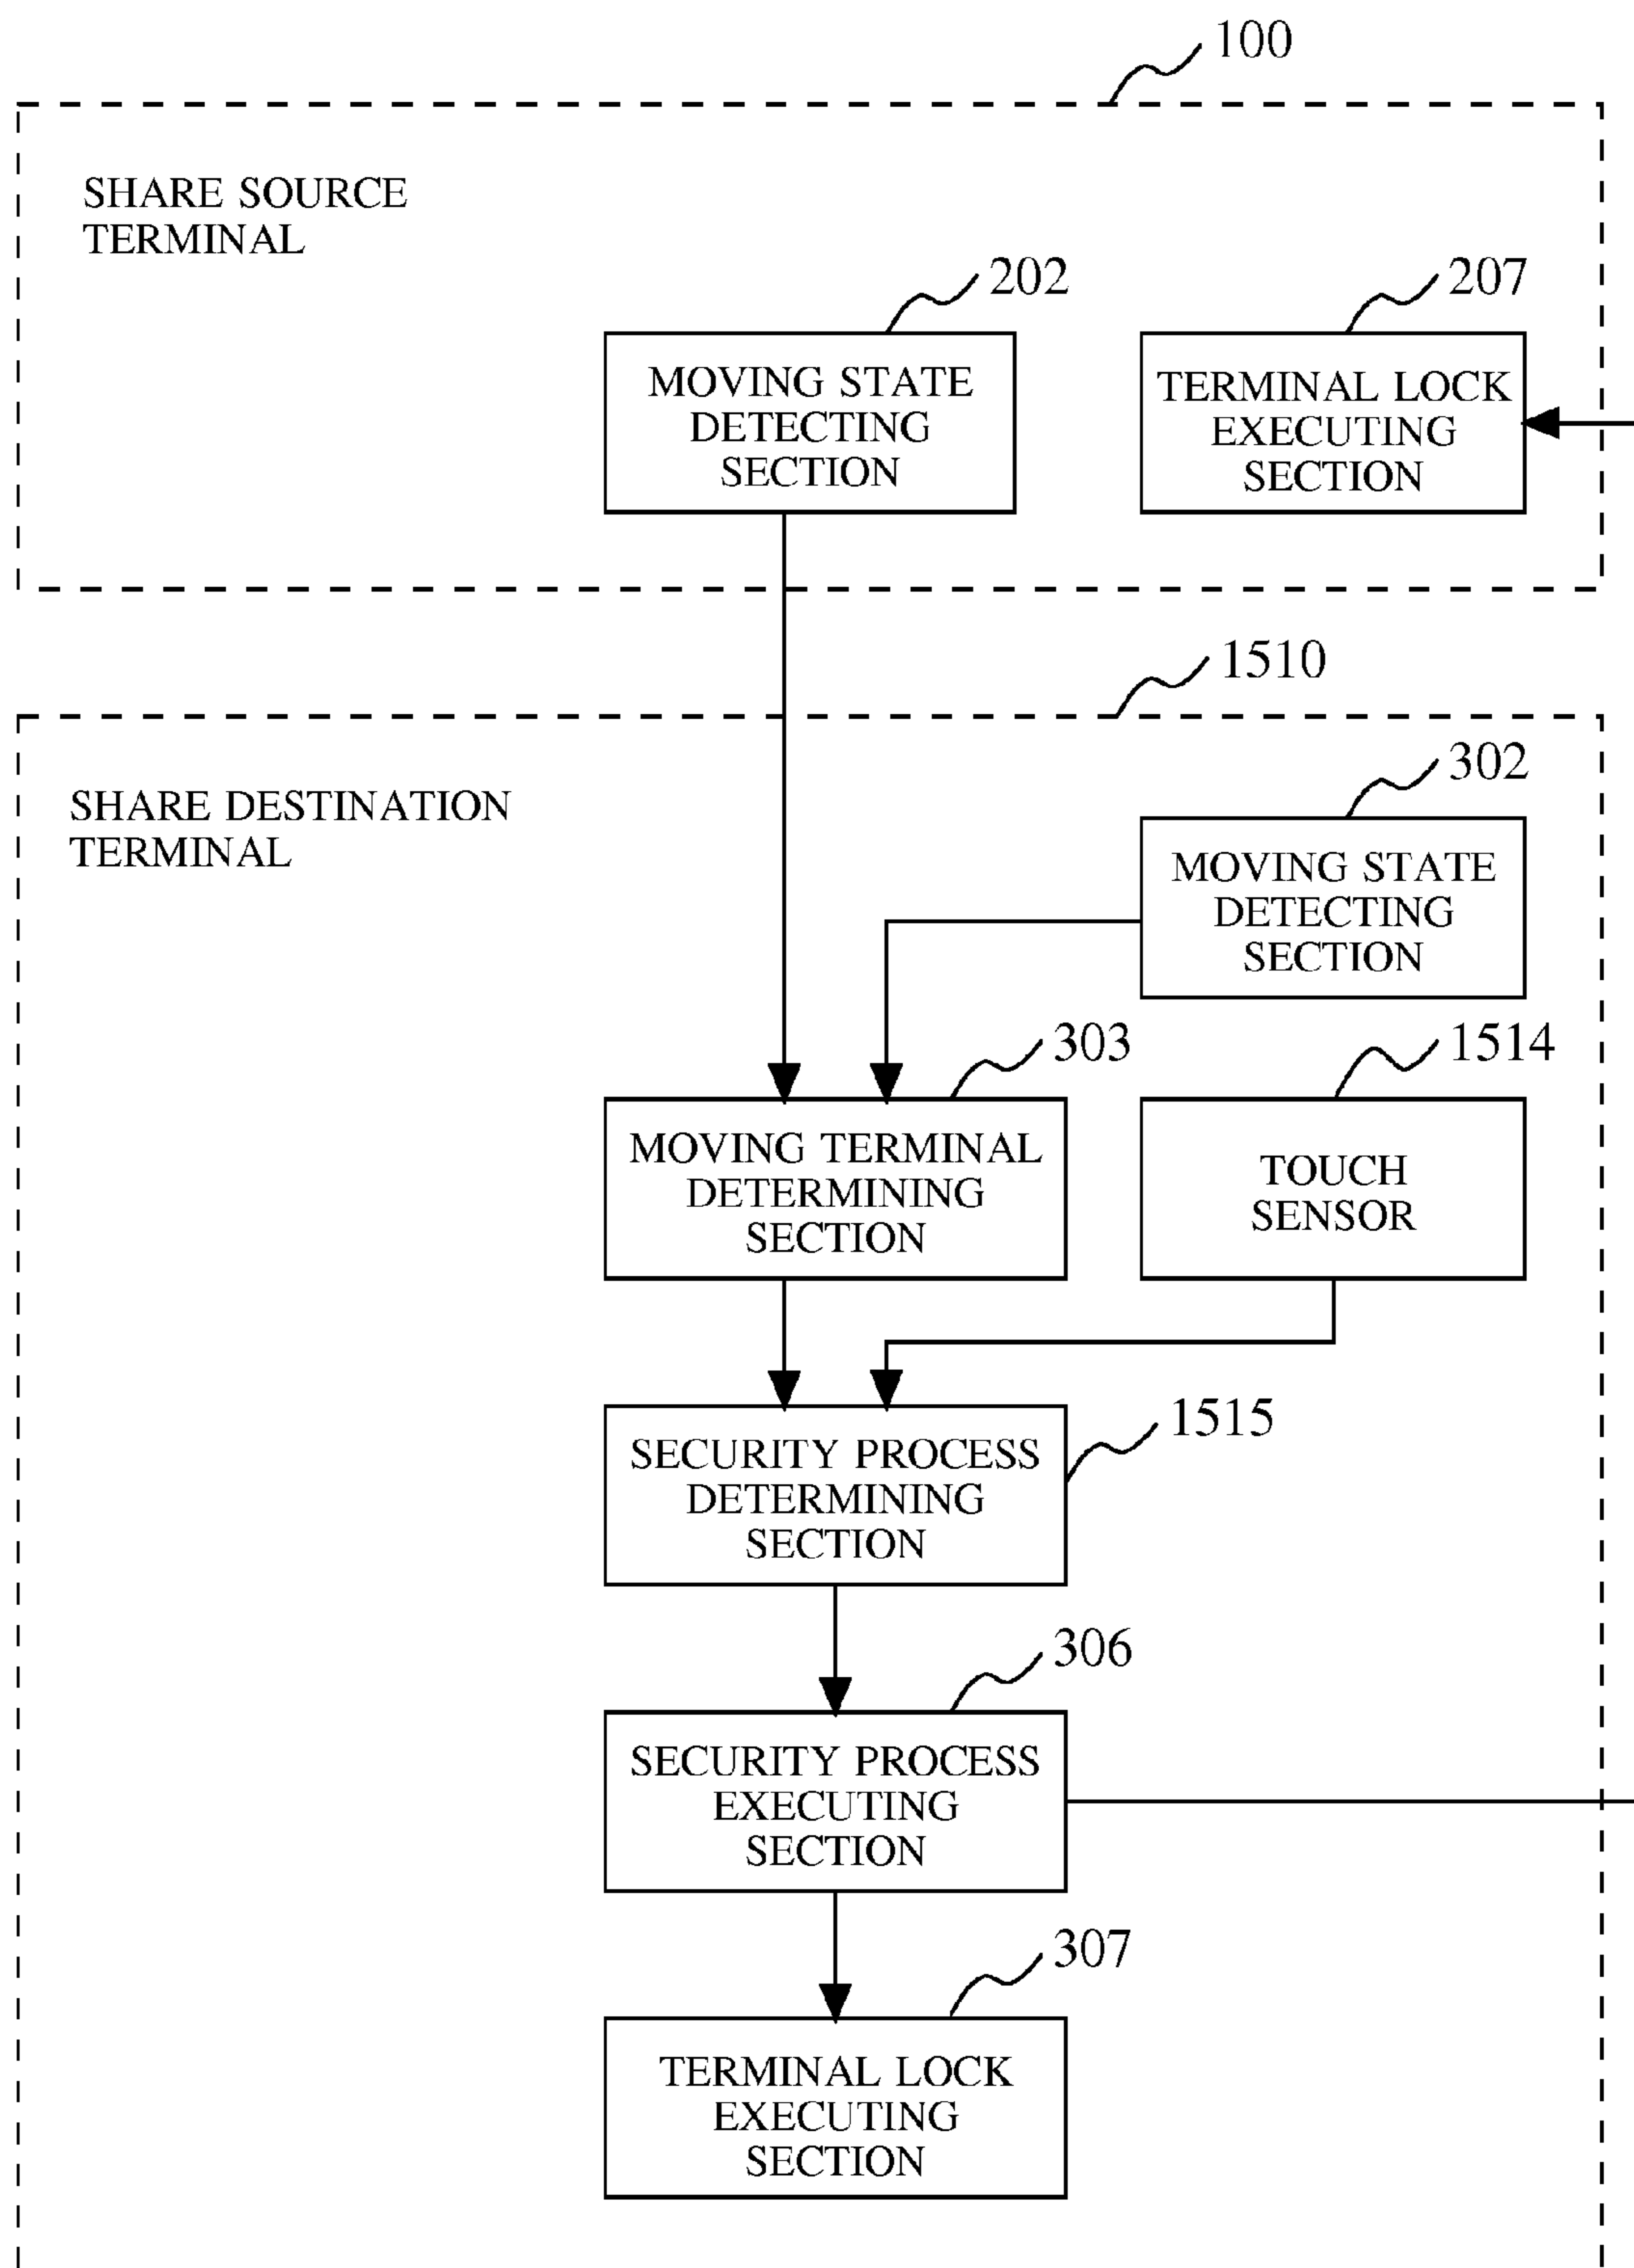 100
SHARE SOURCE
TERMINAL
202
207
MOVING STATE
DETECTING
SECTION
TERMINAL LOCK
EXECUTING
SECTION
1510
SHARE DESTINATION
TERMINAL
302
MOVING STATE
DETECTING
SECTION
303
1514
MOVING TERMINAL
DETERMINING
SECTION
TOUCH
SENSOR
1515
SECURITY PROCESS
DETERMINING
SECTION
306
SECURITY PROCESS
EXECUTING
SECTION
307
TERMINAL LOCK
EXECUTING
SECTION